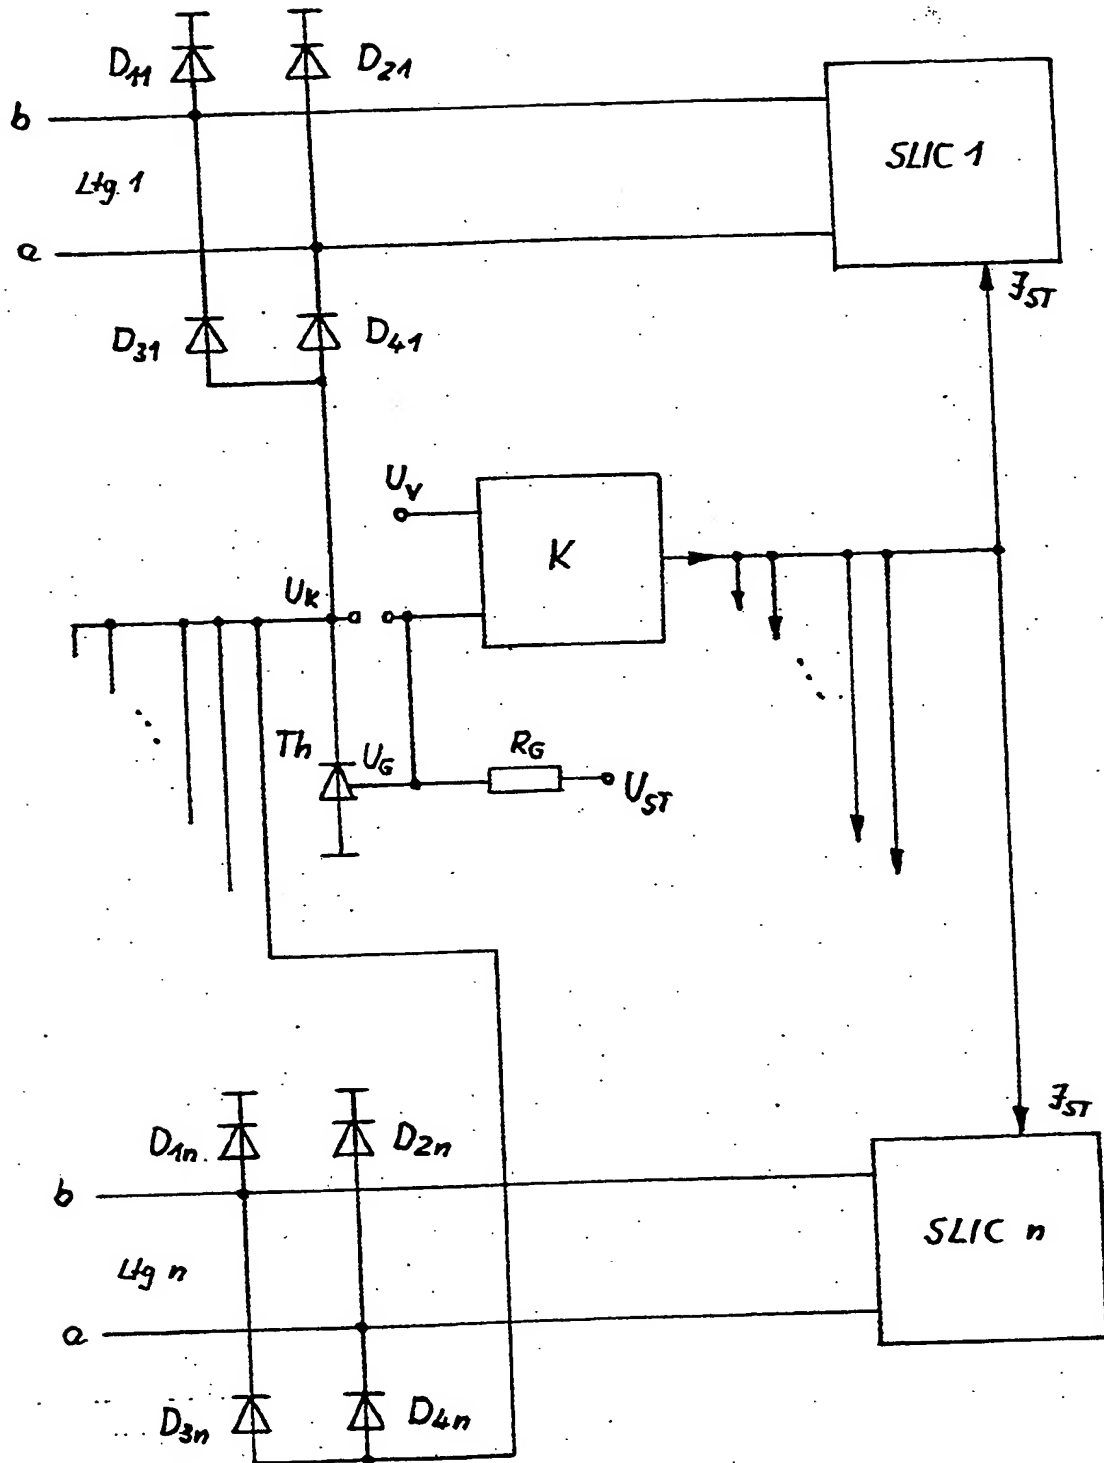 D11
D21
b
SLIC 1
Ltg. 1
a
IST
D31
D41
UV
K
UK
Th
UG
RG
UST
IST
D1n
D2n
b
SLIC n
Ltg n
a
D3n
D4n